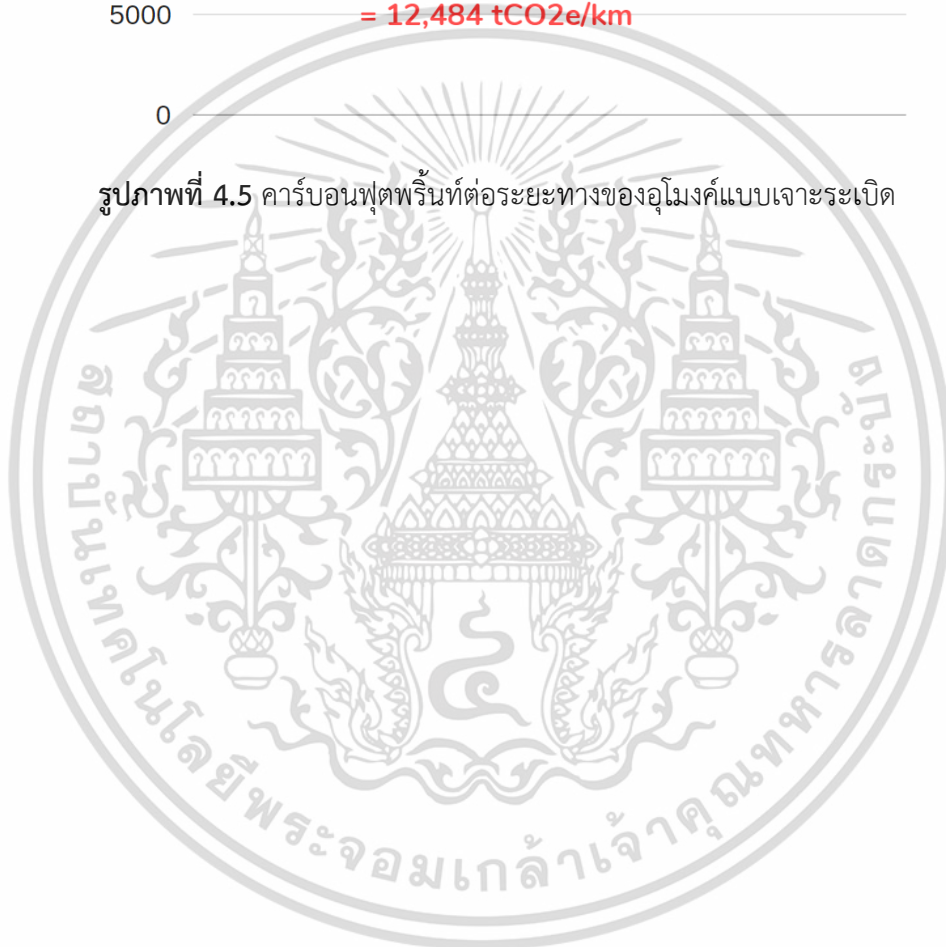 5000
= 12,484 tCO2e/km
0
รูปภาพที่ 4.5 คาร์บอนฟุตพริ้นท์ต่อระยะทางของอุโมงค์แบบเจาะระเบิด
สถาบันเทคโนโลยีพระจอมเกล้าเจ้าคุณทหารลาดกระบัง